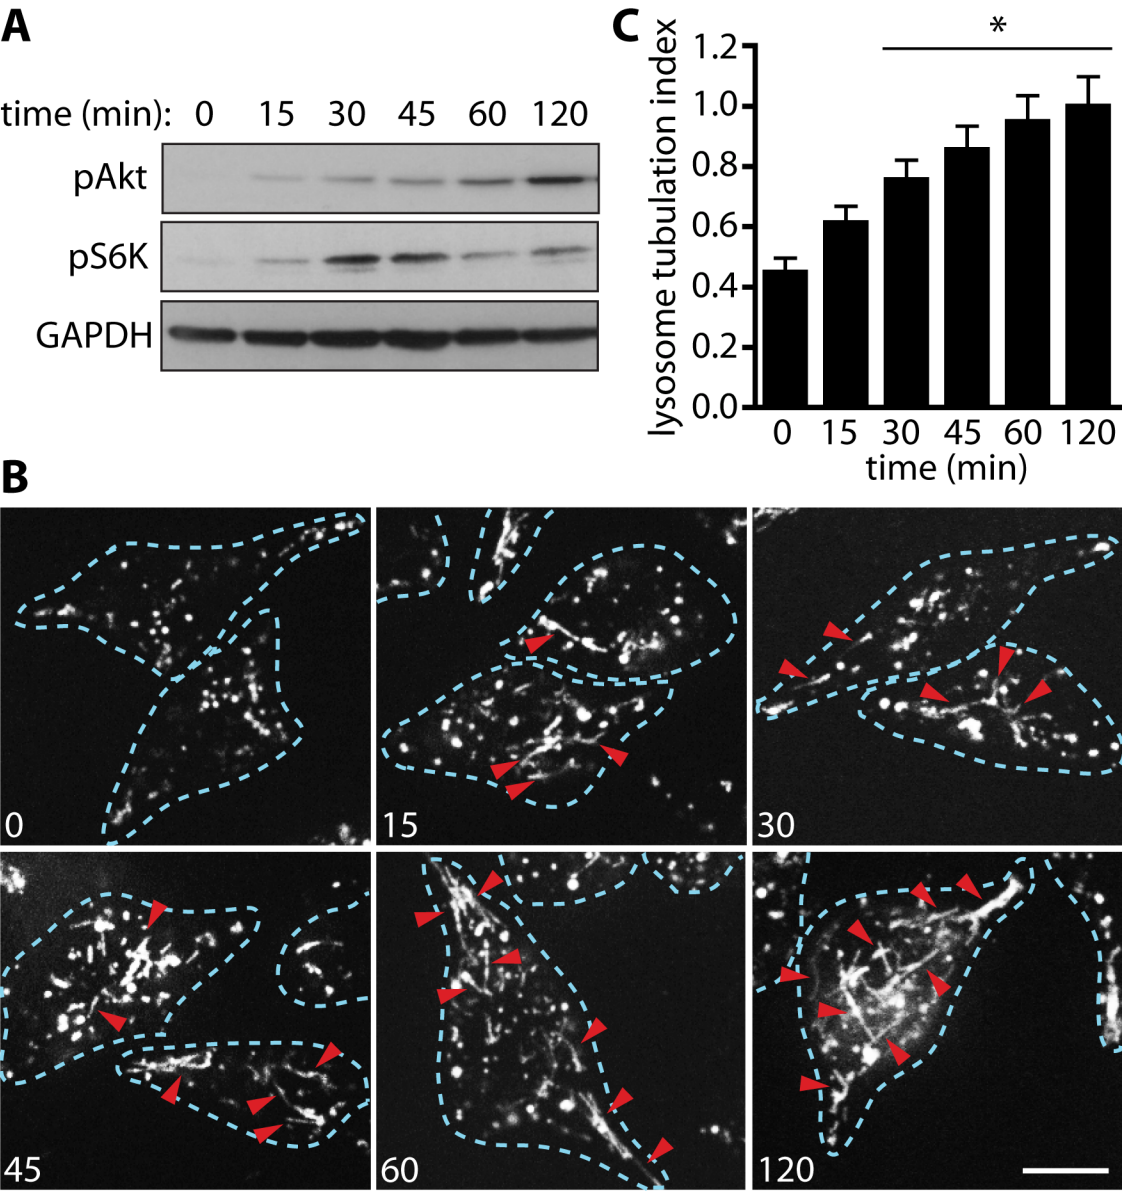 A
time (min): 0 15 30 45 60 120
pAkt
pS6K
GAPDH
C
lysosome tubulation index
1.2
1.0
0.8
0.6
0.4
0.2
0.0
*
0 15 30 45 60 120
time (min)
B
0
15
30
45
60
120